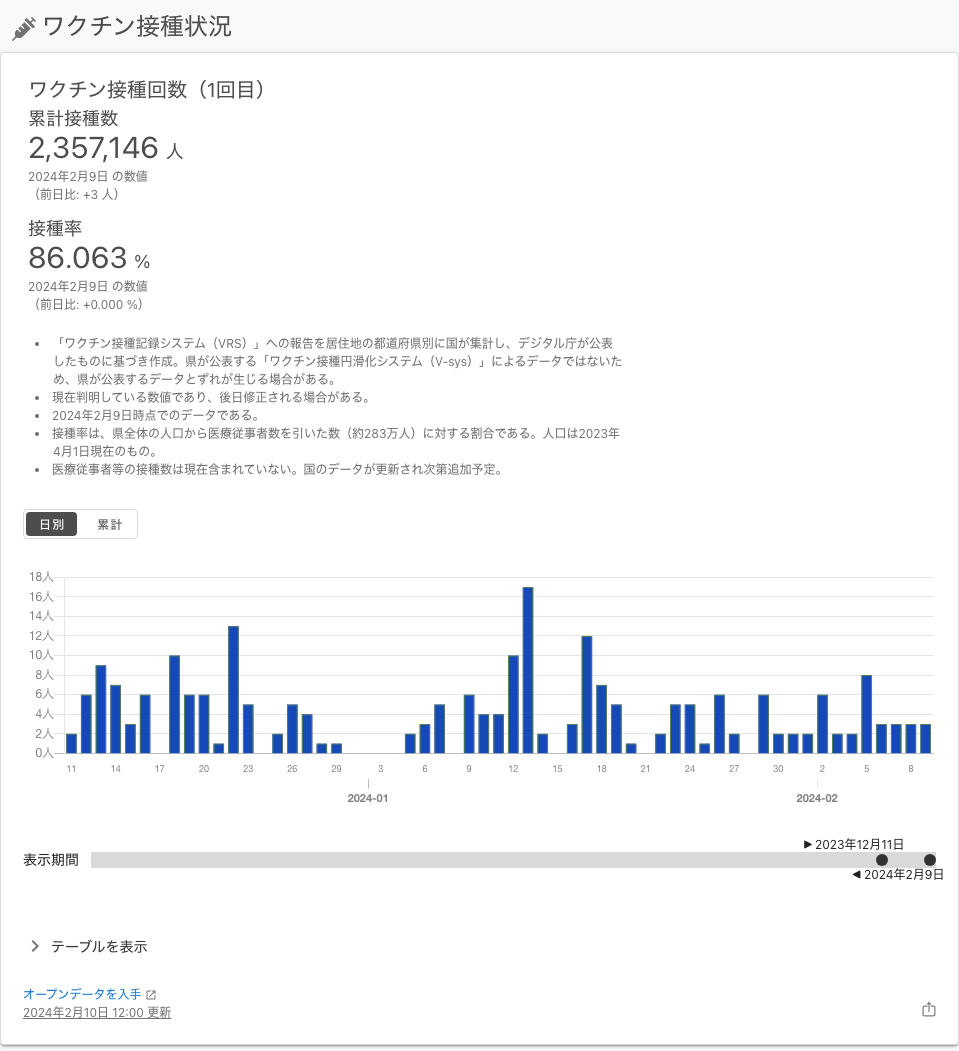 ワクチン接種状況
ワクチン接種回数（1回目）
累計接種数
2,357,146 人
2024年2月9日 の数値
（前日比: +3 人）
接種率
86.063 %
2024年2月9日 の数値
（前日比: +0.000 %）
「ワクチン接種記録システム（VRS）」への報告を居住地の都道府県別に国が集計し、デジタル庁が公表
したものに基づき作成。県が公表する「ワクチン接種円滑化システム（V-sys）」によるデータではないた
め、県が公表するデータとずれが生じる場合がある。
現在判明している数値であり、後日修正される場合がある。
2024年2月9日時点でのデータである。
接種率は、県全体の人口から医療従事者数を引いた数（約283万人）に対する割合である。人口は2023年
4月1日現在のもの。
医療従事者等の接種数は現在含まれていない。国のデータが更新され次第追加予定。
日別 累計
18人
16人
14人
12人
10人
8人
6人
4人
2人
0人
11 14 17 20 23 26 29 3 6 9 12 15 18 21 24 27 30 2 5 8
2024-01 2024-02
▶ 2023年12月11日
表示期間
◀ 2024年2月9日
テーブルを表示
オープンデータを入手
2024年2月10日 12:00 更新